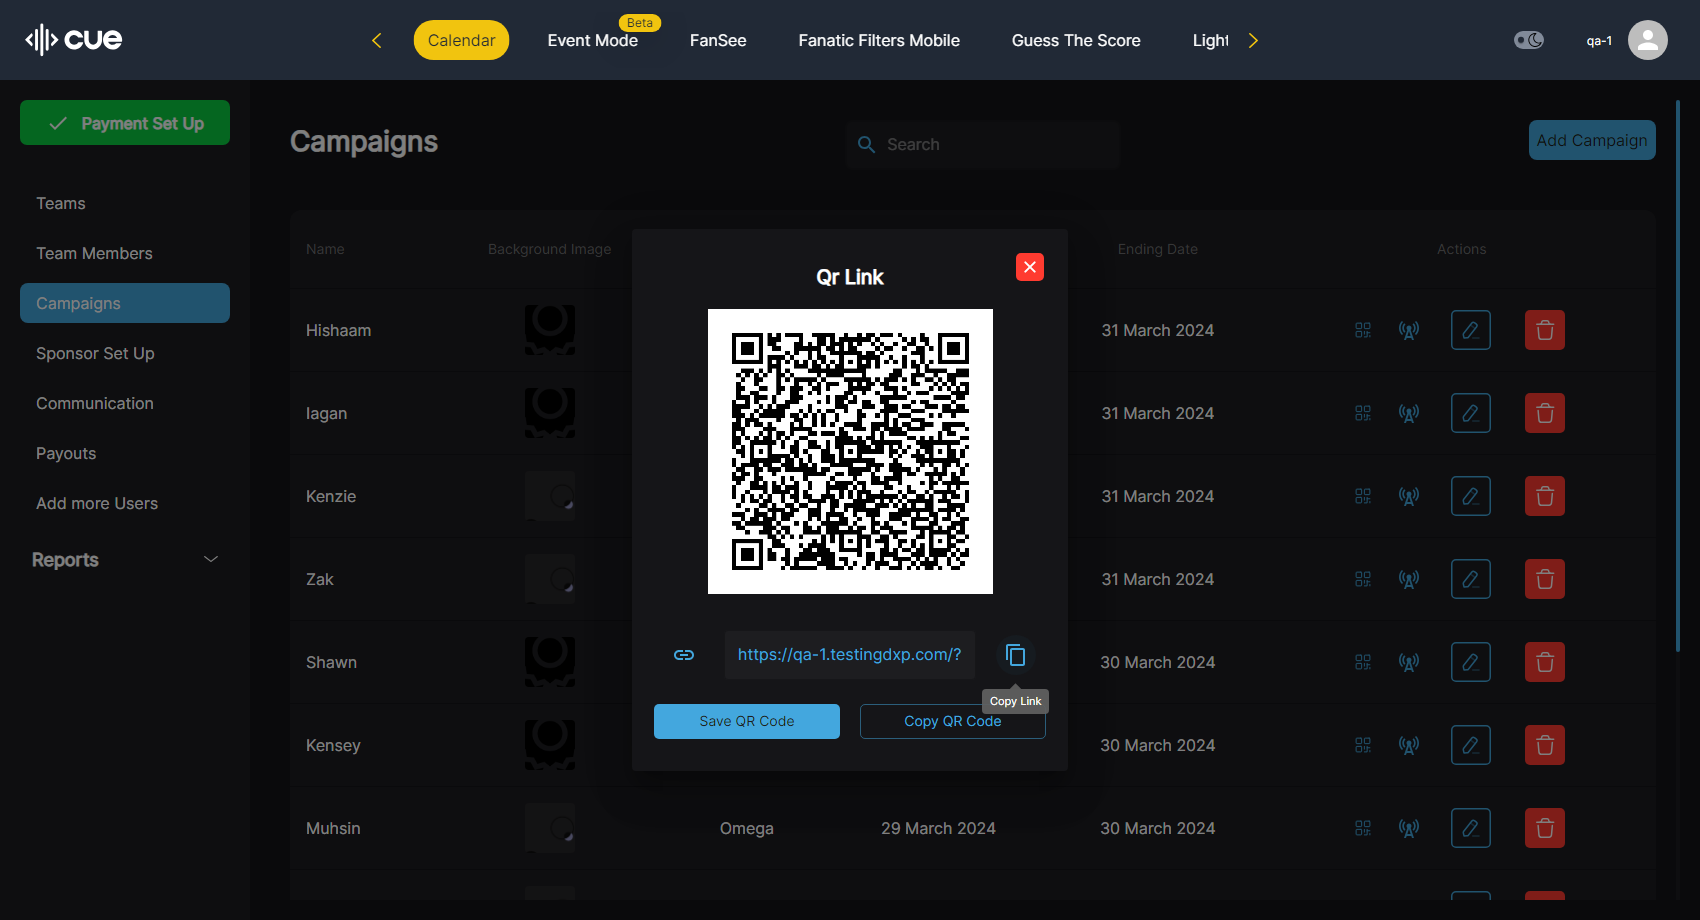 cue
Calendar
Event Mode
Beta
FanSee
Fanatic Filters Mobile
Guess The Score
Light
qa-1
Payment Set Up
Teams
Team Members
Campaigns
Sponsor Set Up
Communication
Payouts
Add more Users
Reports
Campaigns
Search
Add Campaign
Name
Background Image
Ending Date
Actions
Hishaam
31 March 2024
Iagan
31 March 2024
Kenzie
31 March 2024
Zak
31 March 2024
Shawn
30 March 2024
Kensey
30 March 2024
Muhsin
Omega
29 March 2024
30 March 2024
Qr Link
https://qa-1.testingdxp.com/?
Copy Link
Save QR Code
Copy QR Code